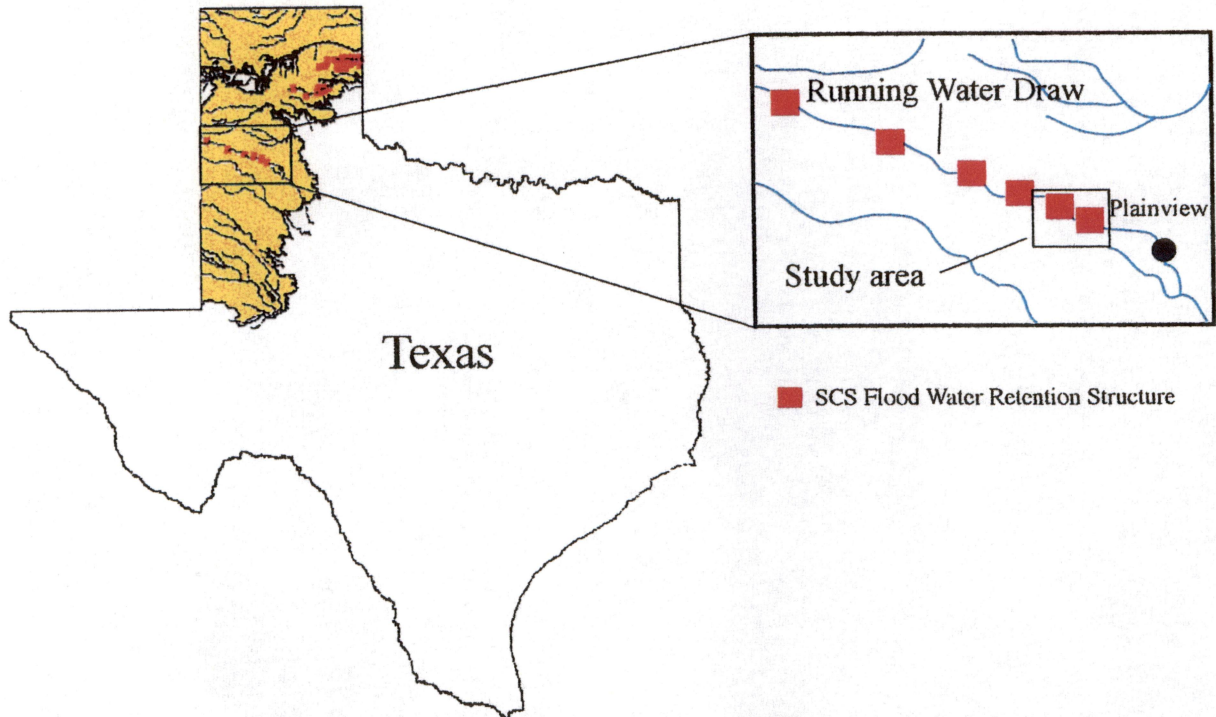 Running Water Draw
Plainview
Study area
Texas
SCS Flood Water Retention Structure